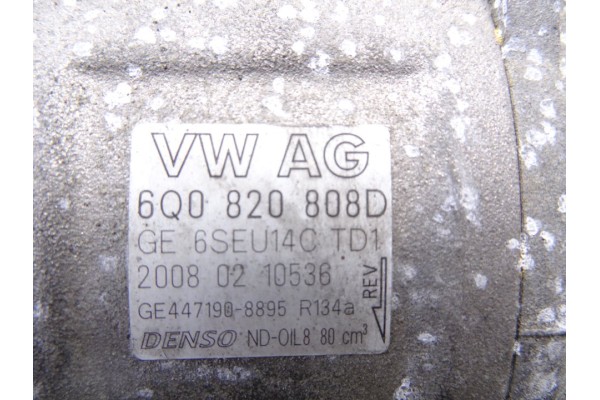 VW AG
6Q0 820 808D
GE 6SEU14C TD1
2008 02 10536
REV
GE447190-8895 R134a
DENSO ND-OIL8 80 cm³